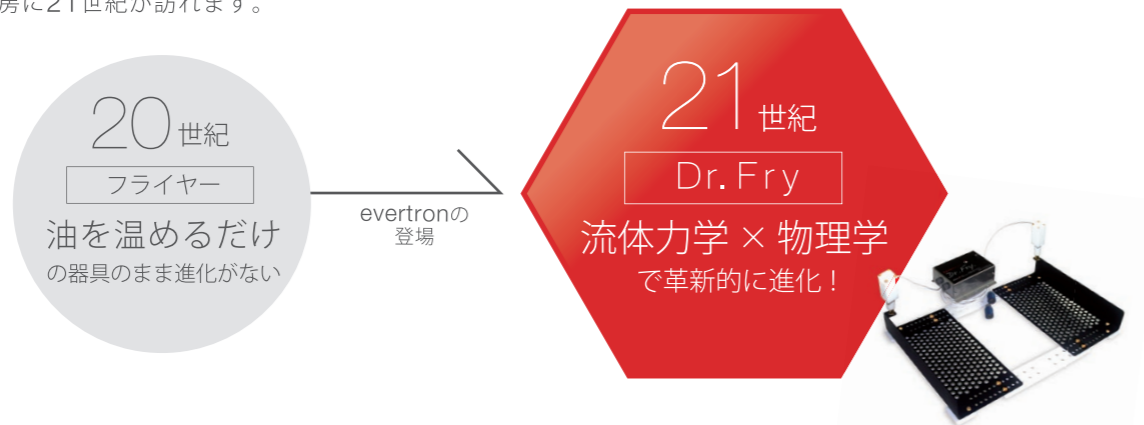 房に21世紀が訪れます。
20世紀
フライヤー
油を温めるだけ
の器具のまま進化がない
evertronの
登場
21世紀
Dr.Fry
流体力学×物理学
で革新的に進化！
Dr.Fry